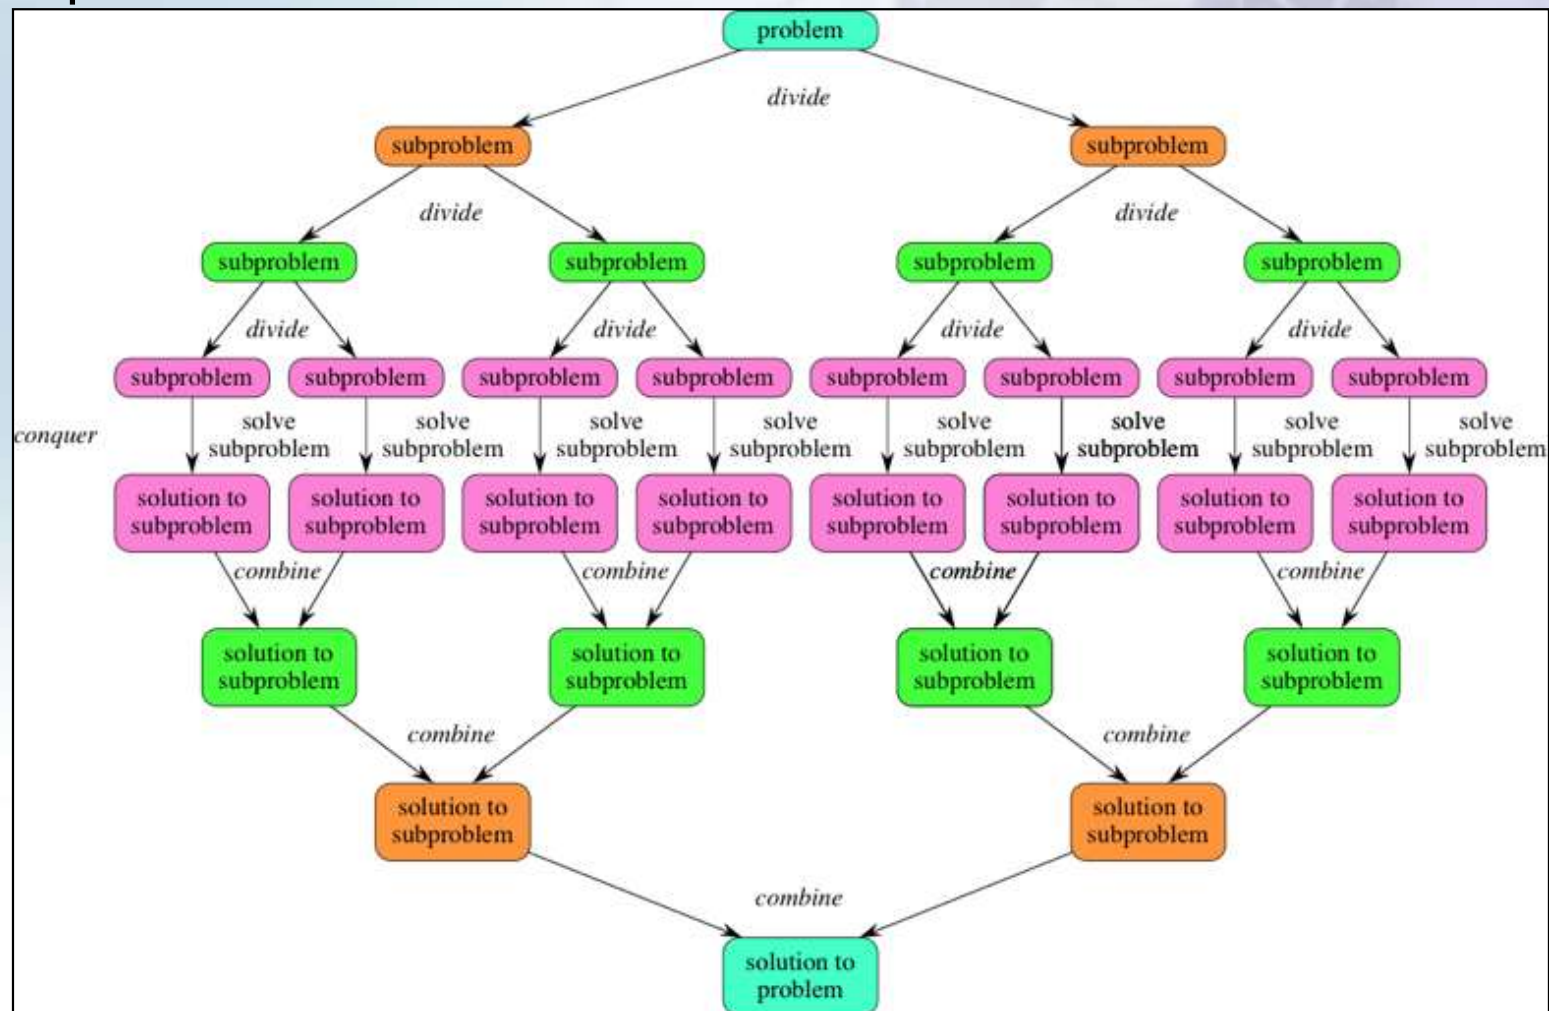 problem
divide
subproblem subproblem
divide divide
subproblem subproblem subproblem subproblem
divide divide divide divide
subproblem subproblem subproblem subproblem subproblem subproblem subproblem subproblem
solve solve solve solve solve solve solve solve
conquer
subproblem subproblem subproblem subproblem subproblem subproblem subproblem subproblem
solution to solution to solution to solution to solution to solution to solution to solution to
subproblem subproblem subproblem subproblem subproblem subproblem subproblem subproblem
combine combine combine combine
solution to solution to solution to solution to
subproblem subproblem subproblem subproblem
combine combine
solution to solution to
subproblem subproblem
combine
solution to
problem